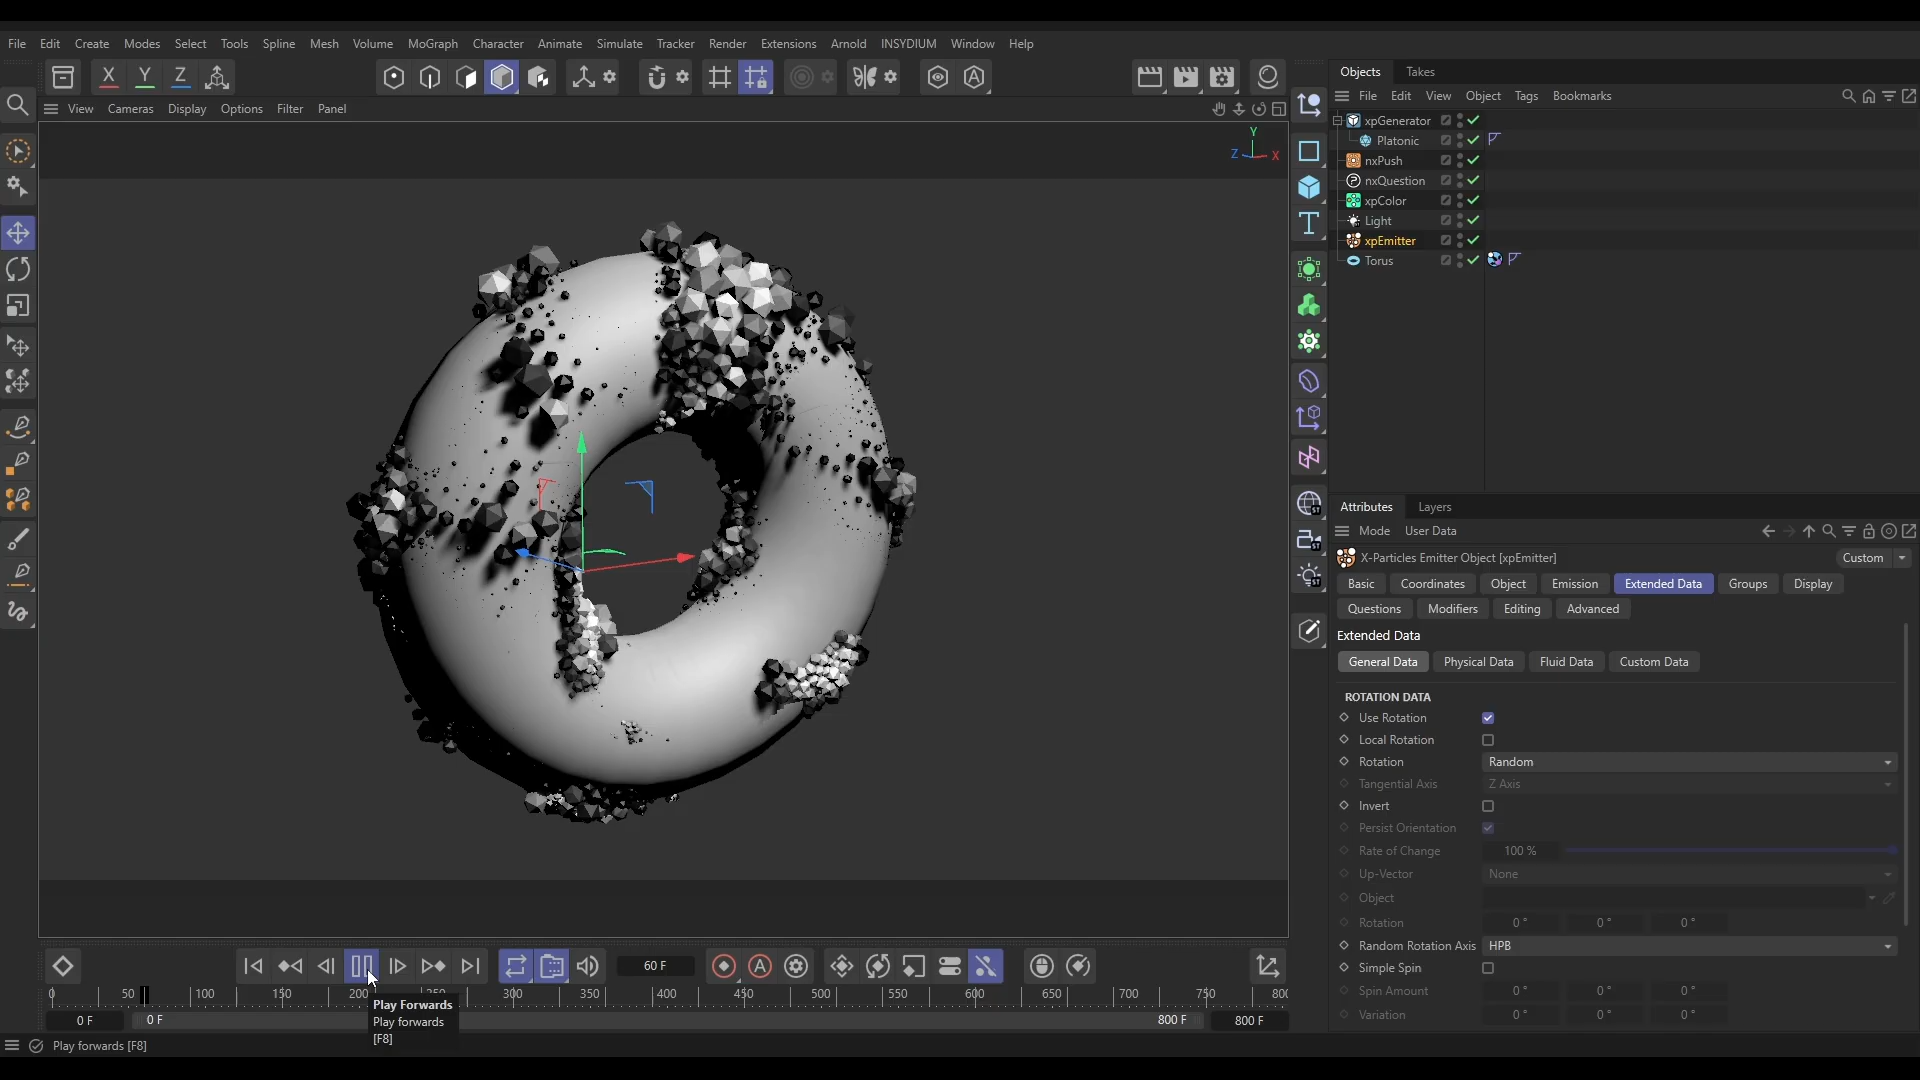 File Edit Create Modes Select Tools Spline Mesh Volume MoGraph Character Animate Simulate Tracker Render Extensions Arnold INSYDIUM Window Help
X Y Z
View Cameras Display Options Filter Panel
Y
Z X
Objects Takes
File Edit View Object Tags Bookmarks
xpGenerator
Platonic
nxPush
nxQuestion
xpColor
Light
xpEmitter
Torus
Attributes Layers
Mode User Data
X-Particles Emitter Object [xpEmitter] Custom
Basic Coordinates Object Emission Extended Data Groups Display
Questions Modifiers Editing Advanced
Extended Data
General Data Physical Data Fluid Data Custom Data
ROTATION DATA
Use Rotation
Local Rotation
Rotation Random
Tangential Axis Z Axis
Invert
Persist Orientation
Rate of Change 100 %
Up-Vector None
Object
Rotation 0 ° 0 ° 0 °
Random Rotation Axis HPB
Simple Spin
Spin Amount 0 ° 0 ° 0 °
Variation 0 ° 0 ° 0 °
60 F
0 50 100 150 200 250 300 350 400 450 500 550 600 650 700 750 800
0 F 0 F 800 F 800 F
Play Forwards
Play forwards
[F8]
Play forwards [F8]